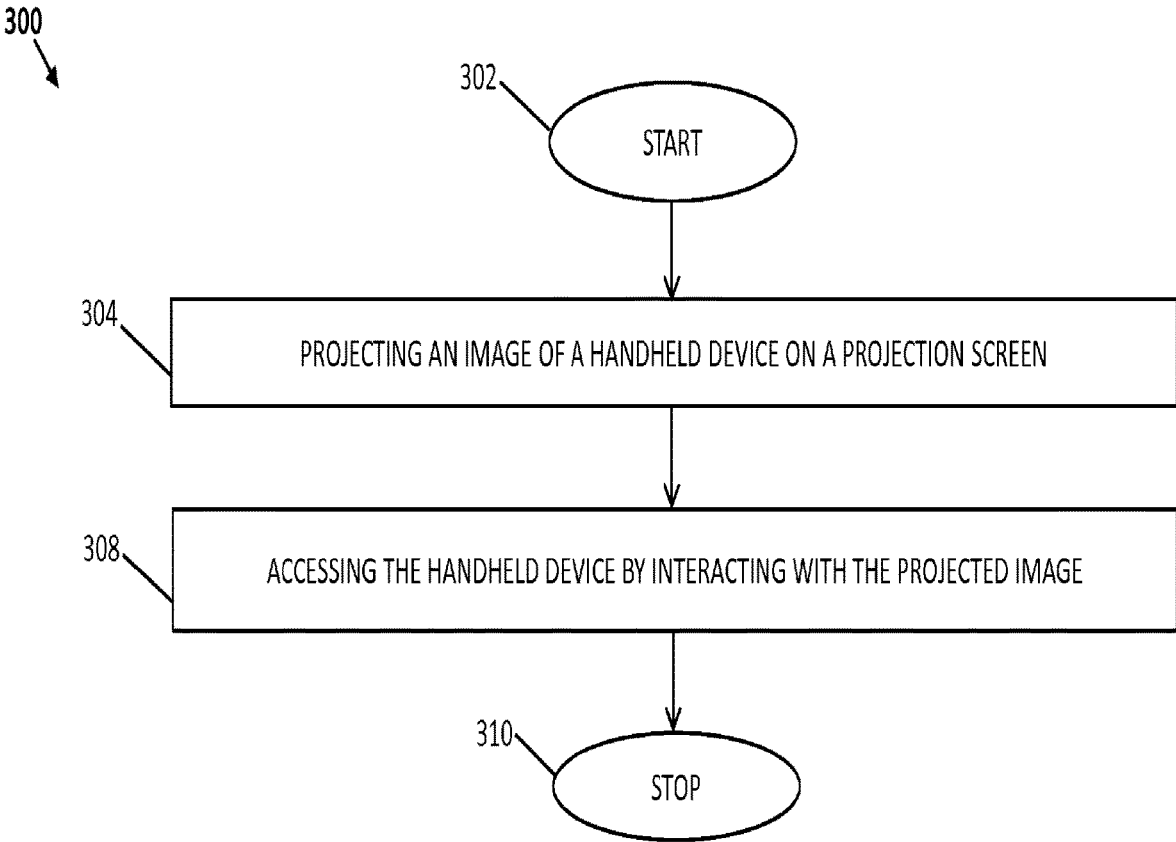 300
302
START
304
PROJECTING AN IMAGE OF A HANDHELD DEVICE ON A PROJECTION SCREEN
308
ACCESSING THE HANDHELD DEVICE BY INTERACTING WITH THE PROJECTED IMAGE
310
STOP